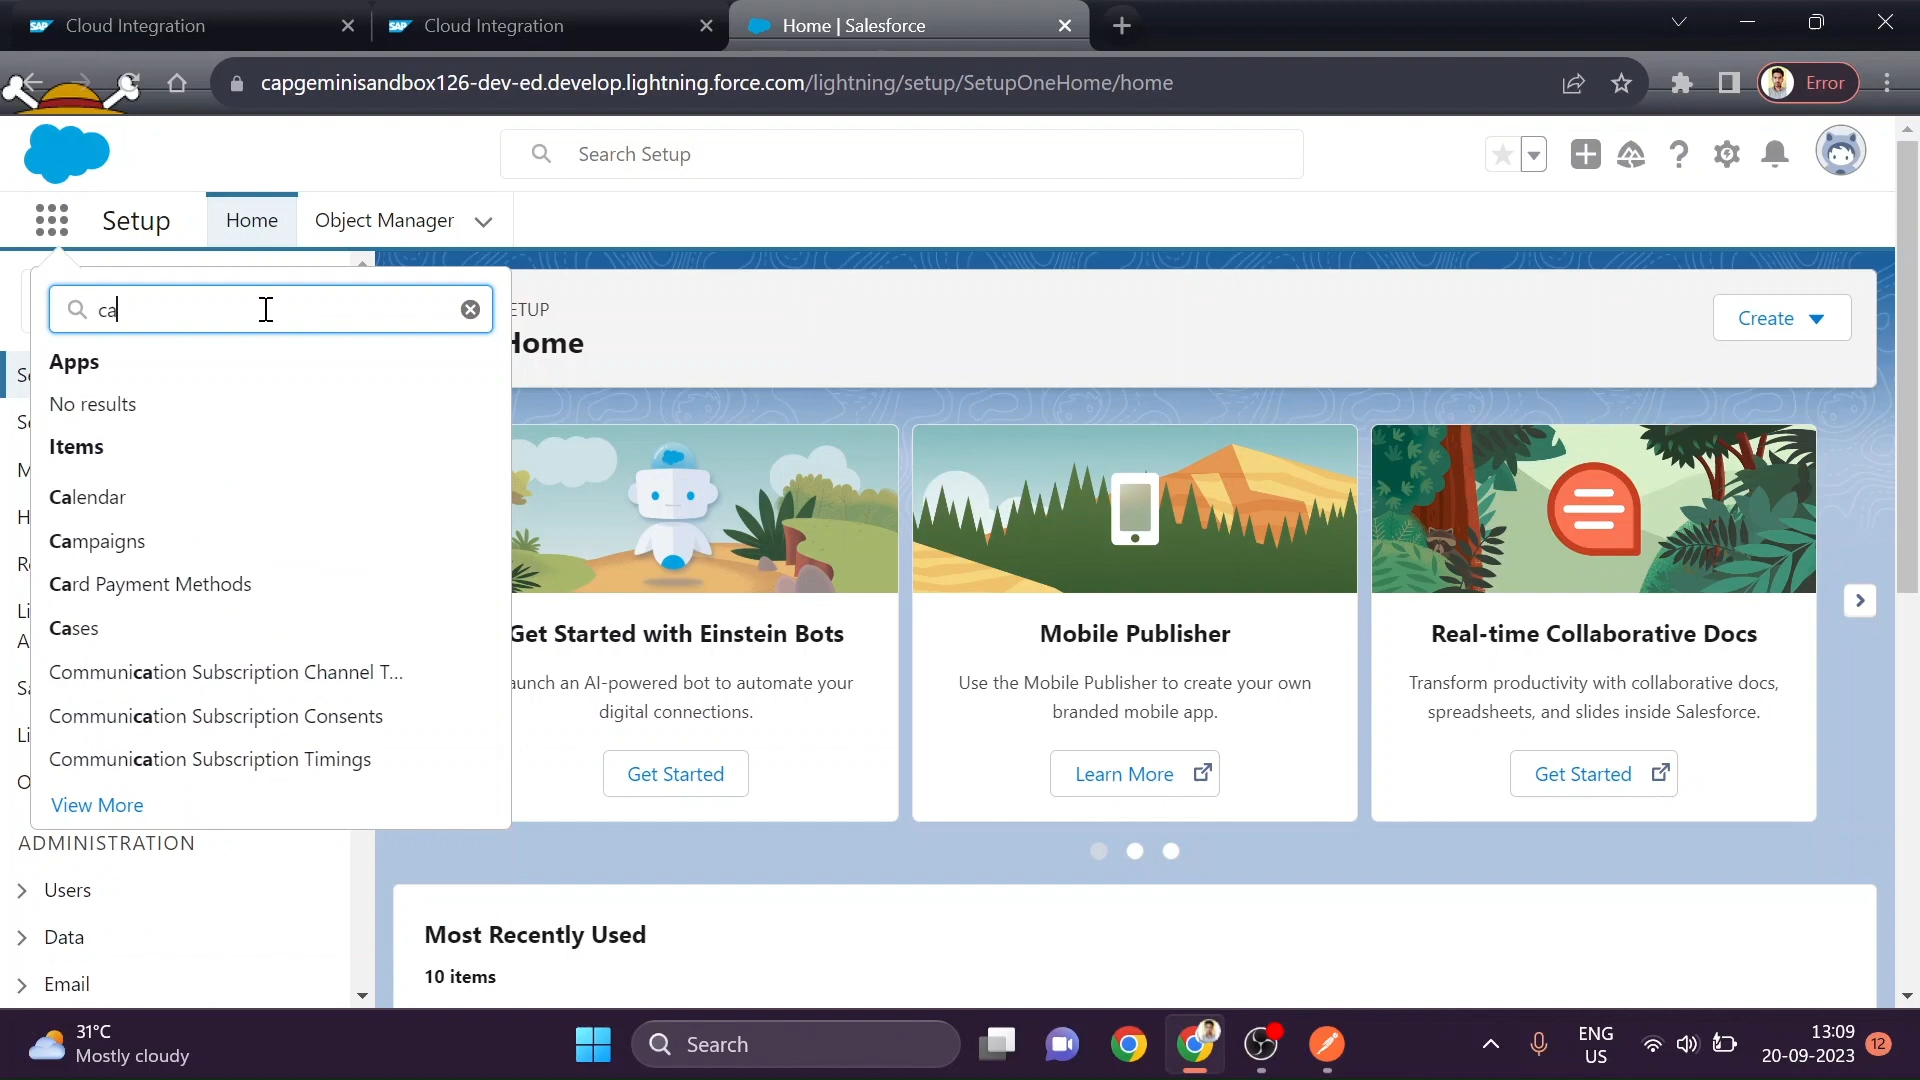 SAP Cloud Integration
SAP Cloud Integration
Home | Salesforce
capgeminisandbox126-dev-ed.develop.lightning.force.com/lightning/setup/SetupOneHome/home
Error
Search Setup
Setup
Home
Object Manager
ca
Apps
No results
Items
Calendar
Campaigns
Card Payment Methods
Cases
Communication Subscription Channel T...
Communication Subscription Consents
Communication Subscription Timings
View More
ADMINISTRATION
Users
Data
Email
ETUP
Home
Create
Get Started with Einstein Bots
aunch an AI-powered bot to automate your
digital connections.
Get Started
Mobile Publisher
Use the Mobile Publisher to create your own
branded mobile app.
Learn More
Real-time Collaborative Docs
Transform productivity with collaborative docs,
spreadsheets, and slides inside Salesforce.
Get Started
Most Recently Used
10 items
31°C
Mostly cloudy
Search
ENG
US
13:09
20-09-2023
12